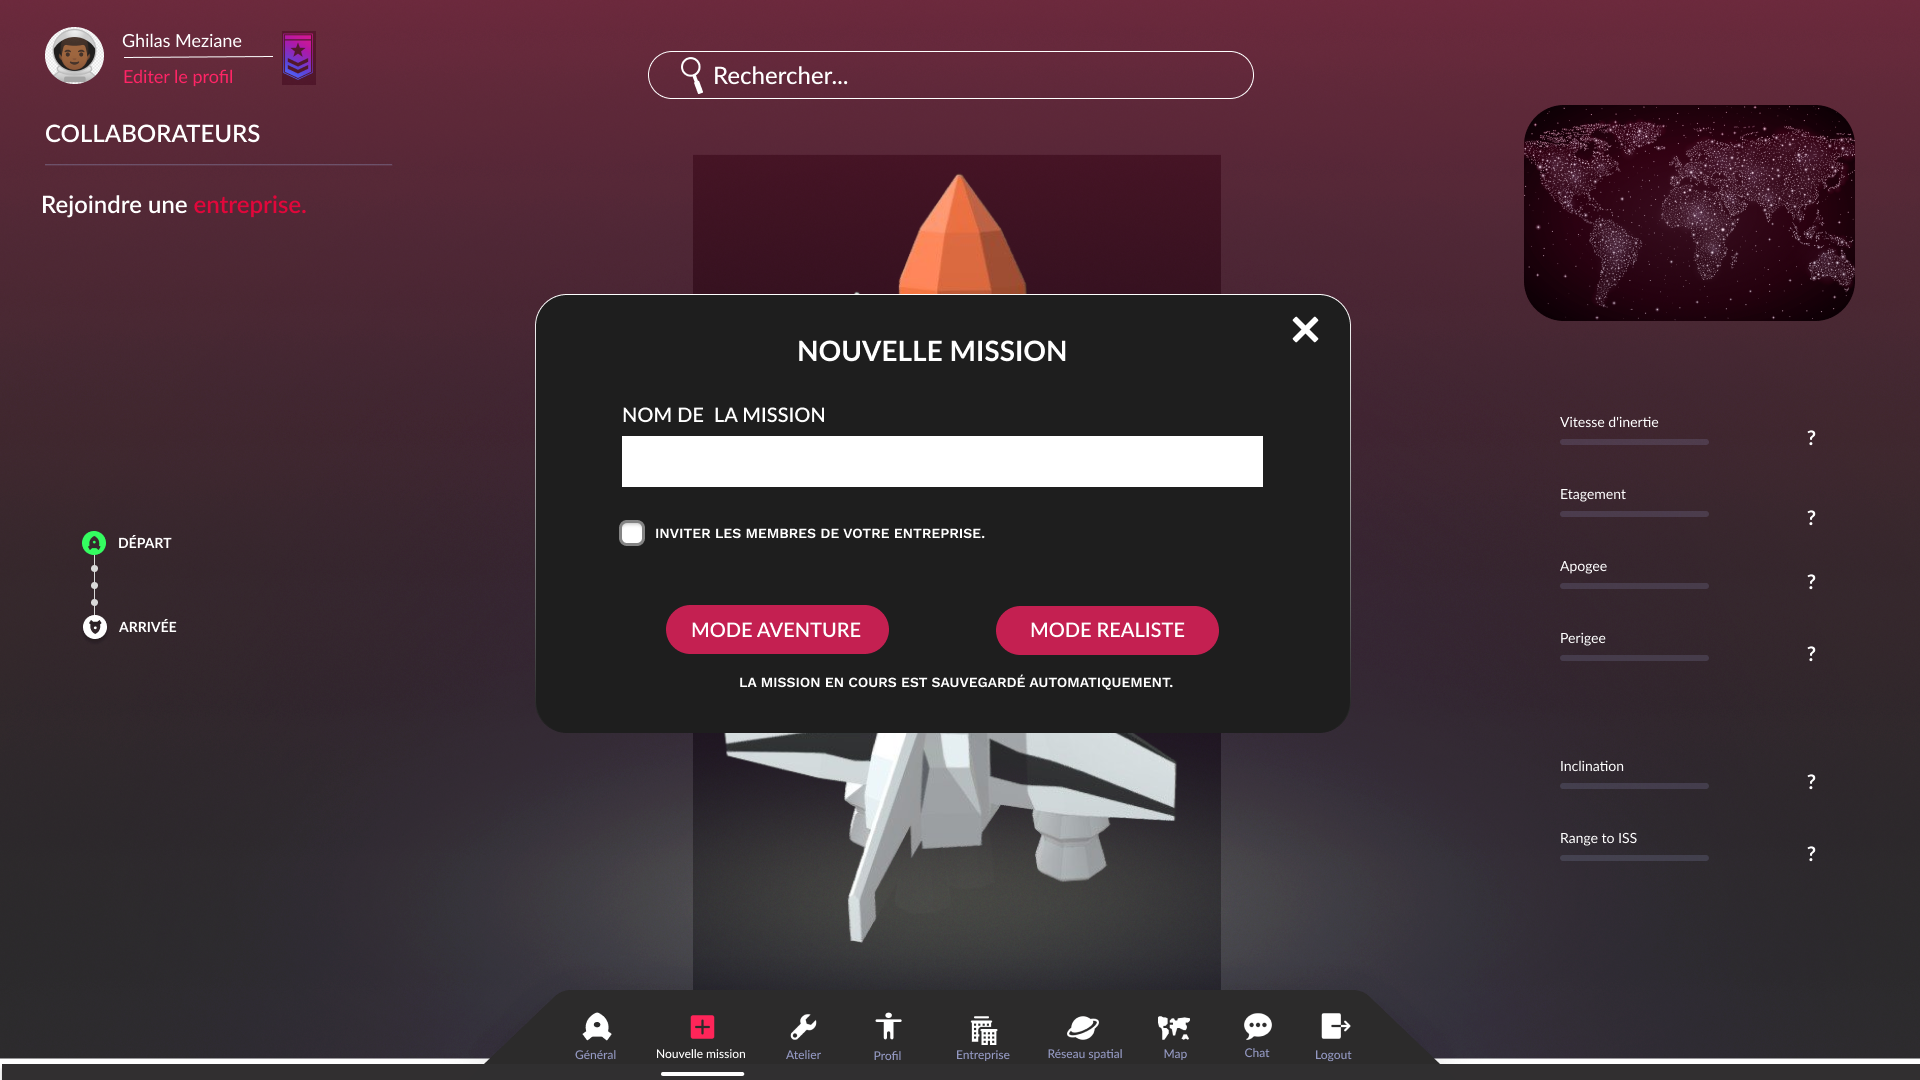 Ghilas Meziane
Editer le profil
Rechercher...
COLLABORATEURS
Rejoindre une entreprise.
NOUVELLE MISSION
NOM DE  LA MISSION
INVITER LES MEMBRES DE VOTRE ENTREPRISE.
MODE AVENTURE
MODE REALISTE
LA MISSION EN COURS EST SAUVEGARDÉ AUTOMATIQUEMENT.
DÉPART
ARRIVÉE
Vitesse d'inertie
?
Etagement
?
Apogee
?
Perigee
?
Inclination
?
Range to ISS
?
Général
Nouvelle mission
Atelier
Profil
Entreprise
Réseau spatial
Map
Chat
Logout